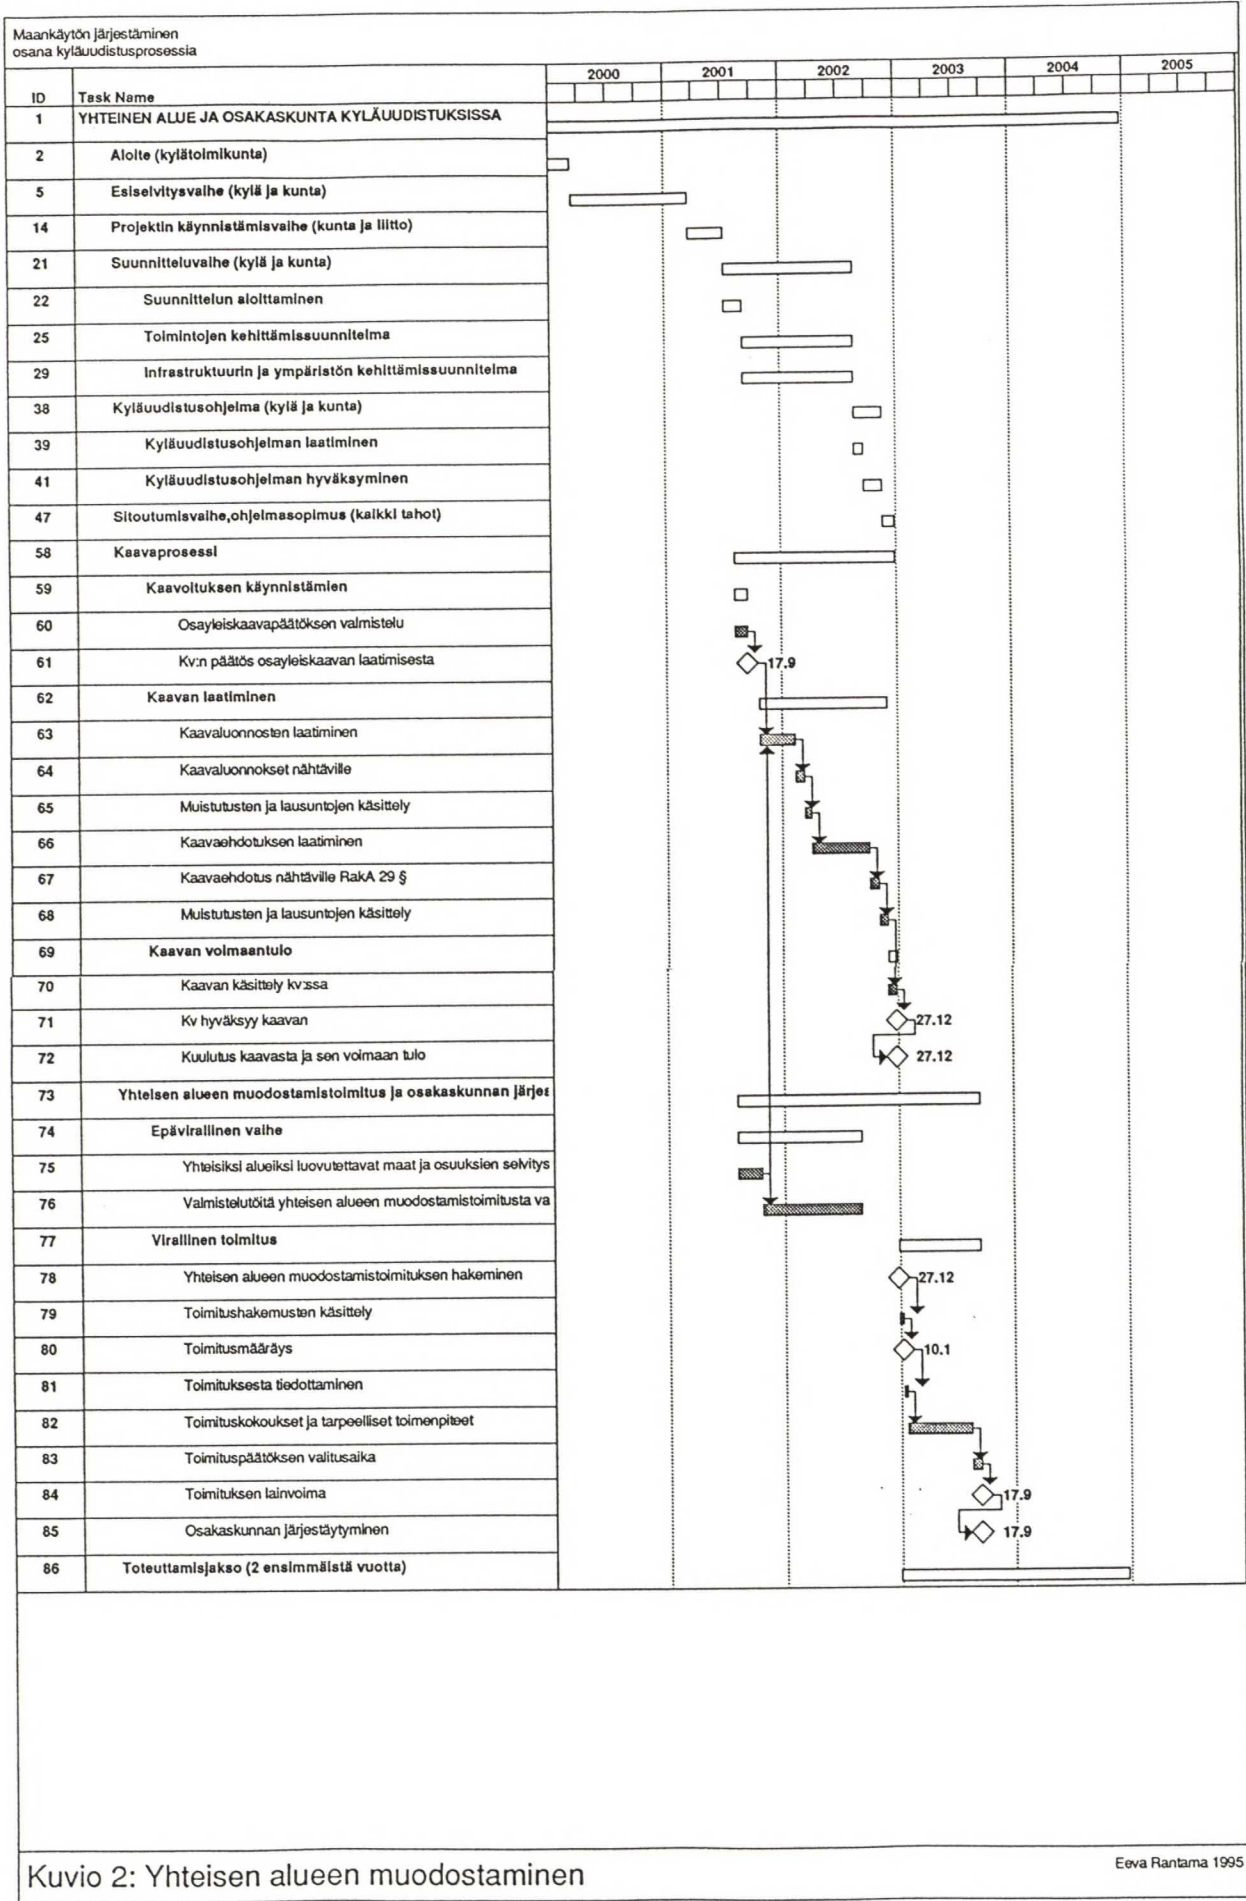 Maankäytön järjestäminen
osana kyläuudistusprosessia
2000 2001 2002 2003 2004 2005
ID Task Name
1 YHTEINEN ALUE JA OSAKASKUNTA KYLÄUUDISTUKSISSA
2 Aloite (kylätoimikunta)
5 Esiselvitysvaihe (kylä ja kunta)
14 Projektin käynnistämisvaihe (kunta ja liitto)
21 Suunnitteluvaihe (kylä ja kunta)
22 Suunnittelun aloittaminen
25 Toimintojen kehittämissuunnitelma
29 Infrastruktuurin ja ympäristön kehittämissuunnitelma
38 Kyläuudistusohjelma (kylä ja kunta)
39 Kyläuudistusohjelman laatiminen
41 Kyläuudistusohjelman hyväksyminen
47 Sitoutumisvaihe,ohjelmasopimus (kaikki tahot)
58 Kaavaprosessi
59 Kaavoituksen käynnistämien
60 Osayleiskaavapäätöksen valmistelu
61 Kv:n päätös osayleiskaavan laatimisesta 17.9
62 Kaavan laatiminen
63 Kaavaluonnosten laatiminen
64 Kaavaluonnokset nähtäville
65 Muistutusten ja lausuntojen käsittely
66 Kaavaehdotuksen laatiminen
67 Kaavaehdotus nähtäville RakA 29 §
68 Muistutusten ja lausuntojen käsittely
69 Kaavan voimaantulo
70 Kaavan käsittely kv:ssa
71 Kv hyväksyy kaavan 27.12
72 Kuulutus kaavasta ja sen voimaan tulo 27.12
73 Yhteisen alueen muodostamistoimitus ja osakaskunnan järjes
74 Epävirallinen vaihe
75 Yhteisiksi alueiksi luovutettavat maat ja osuuksien selvitys
76 Valmistelutöitä yhteisen alueen muodostamistoimitusta va
77 Virallinen toimitus
78 Yhteisen alueen muodostamistoimituksen hakeminen 27.12
79 Toimitushakemusten käsittely
80 Toimitusmääräys 10.1
81 Toimituksesta tiedottaminen
82 Toimituskokoukset ja tarpeelliset toimenpiteet
83 Toimituspäätöksen valitusaika
84 Toimituksen lainvoima 17.9
85 Osakaskunnan järjestäytyminen 17.9
86 Toteuttamisjakso (2 ensimmäistä vuotta)
Kuvio 2: Yhteisen alueen muodostaminen
Eeva Rantama 1995